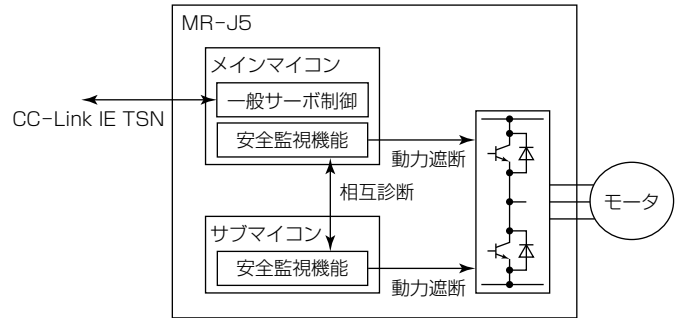 MR-J5
メインマイコン
一般サーボ制御
CC-Link IE TSN
安全監視機能
動力遮断
相互診断
モータ
サブマイコン
安全監視機能
動力遮断